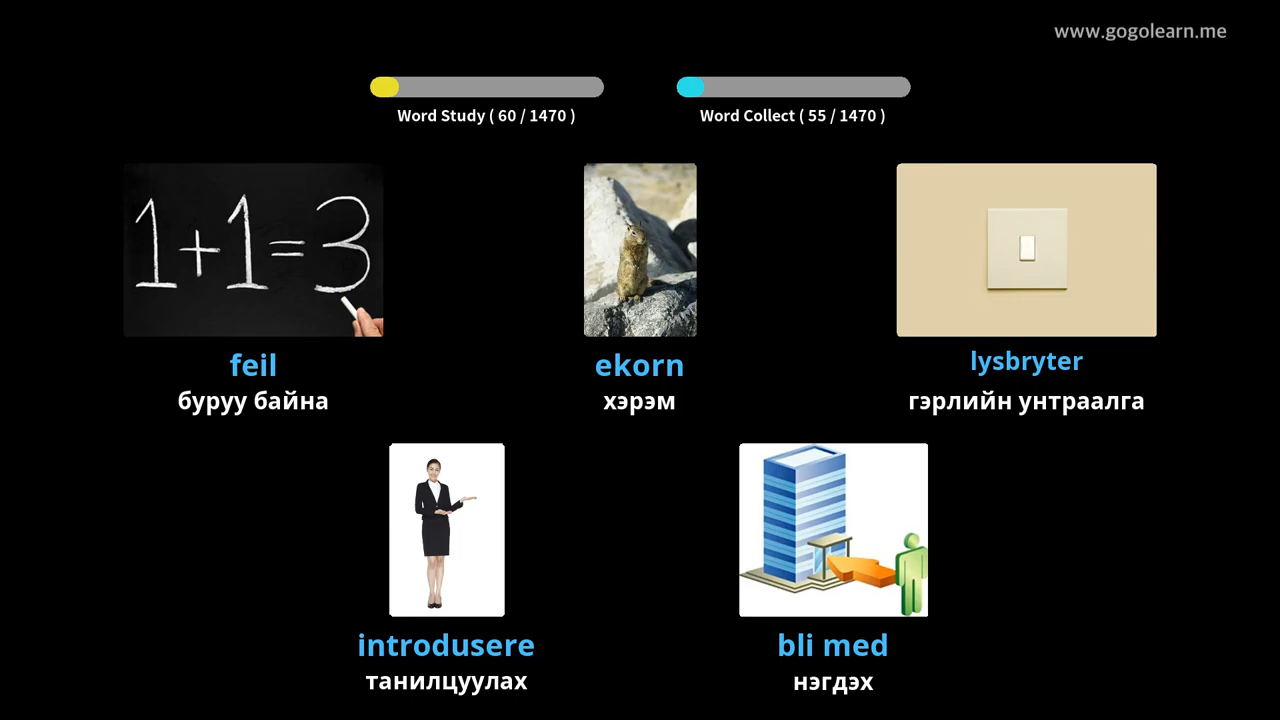 www.gogolearn.me
Word Study ( 60 / 1470 )
Word Collect ( 55 / 1470 )
1+1=3
feil
ekorn
lysbryter
буруу байна
хэрэм
гэрлийн унтраалга
introdusere
bli med
танилцуулах
нэгдэх